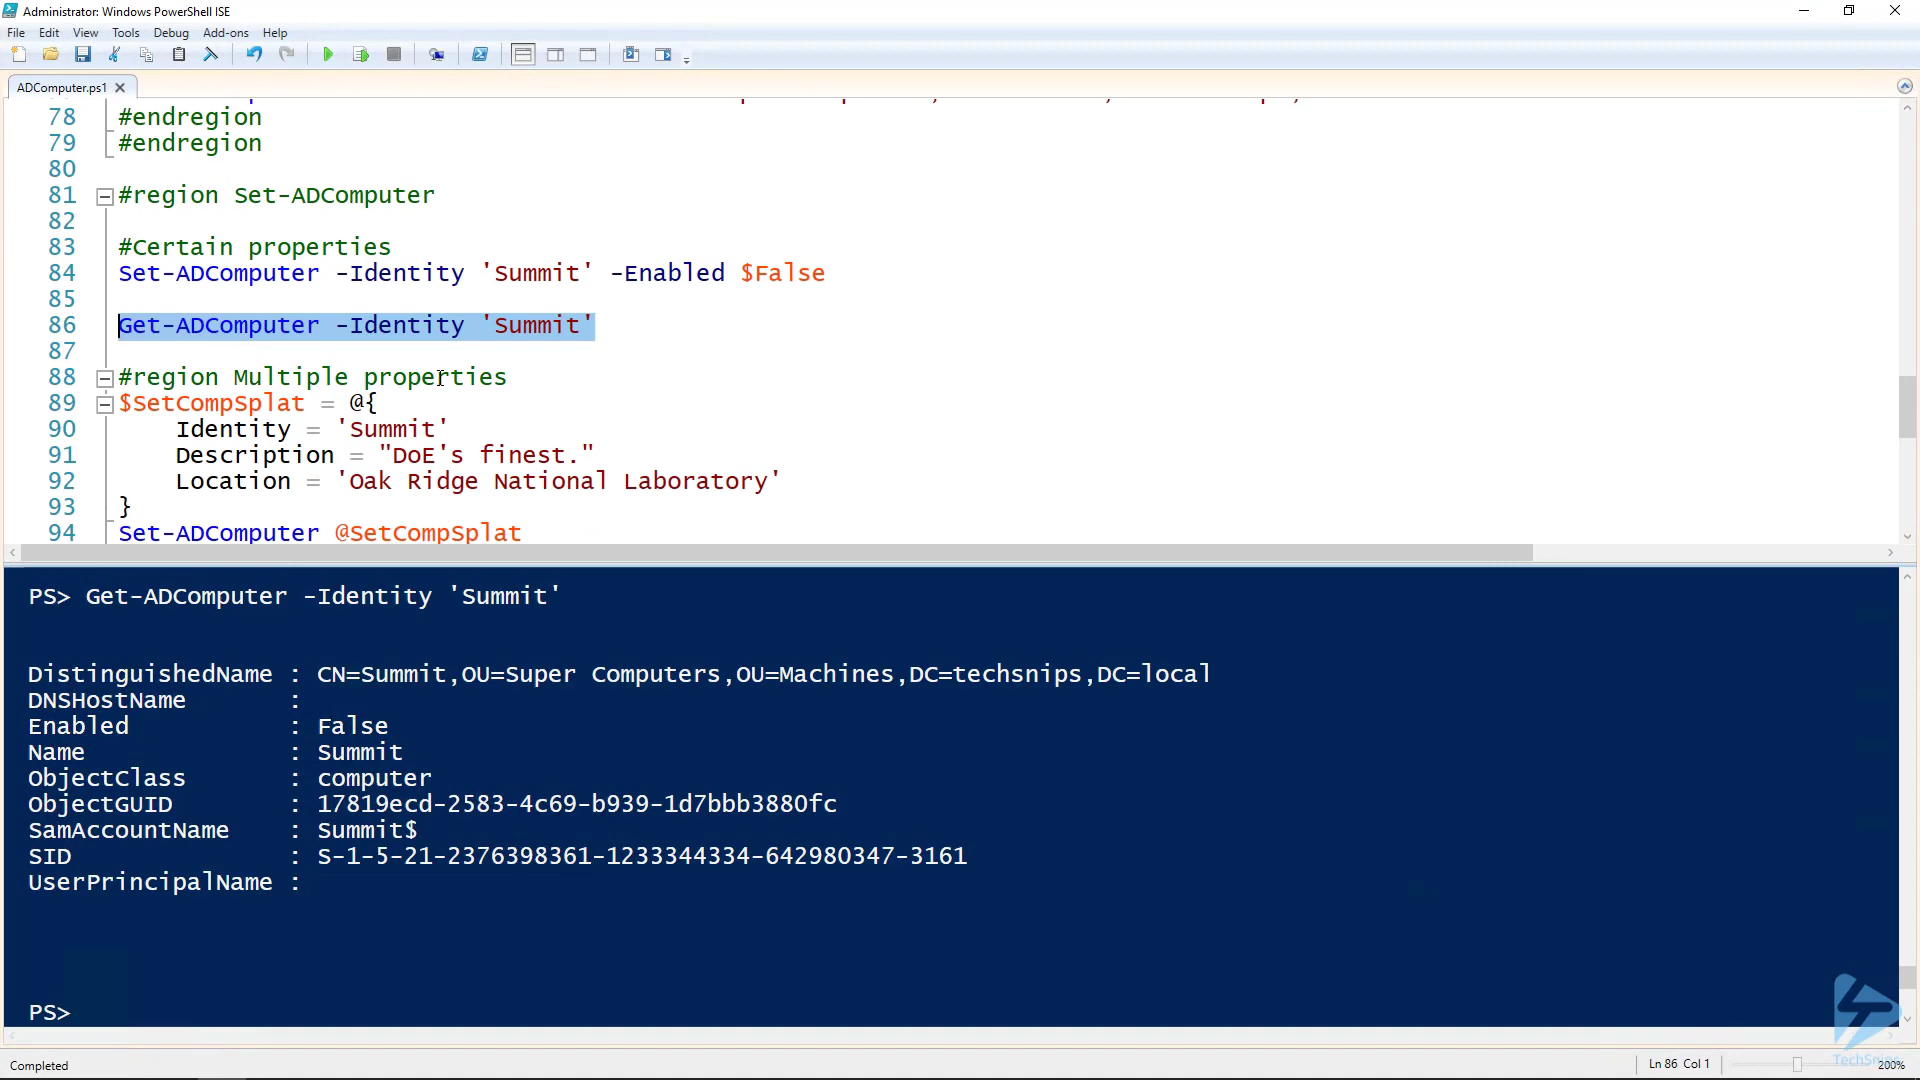 Administrator: Windows PowerShell ISE
File Edit View Tools Debug Add-ons Help
ADComputer.ps1
78 #endregion
79 #endregion
80
81 #region Set-ADComputer
82
83 #Certain properties
84 Set-ADComputer -Identity 'Summit' -Enabled $False
85
86 Get-ADComputer -Identity 'Summit'
87
88 #region Multiple properties
89 $SetCompSplat = @{
90 Identity = 'Summit'
91 Description = "DoE's finest."
92 Location = 'Oak Ridge National Laboratory'
93 }
94 Set-ADComputer @SetCompSplat
PS> Get-ADComputer -Identity 'Summit'
DistinguishedName : CN=Summit,OU=Super Computers,OU=Machines,DC=techsnips,DC=local
DNSHostName :
Enabled : False
Name : Summit
ObjectClass : computer
ObjectGUID : 17819ecd-2583-4c69-b939-1d7bbb3880fc
SamAccountName : Summit$
SID : S-1-5-21-2376398361-1233344334-642980347-3161
UserPrincipalName :
PS>
TechSnips
Completed
Ln 86 Col 1
200%